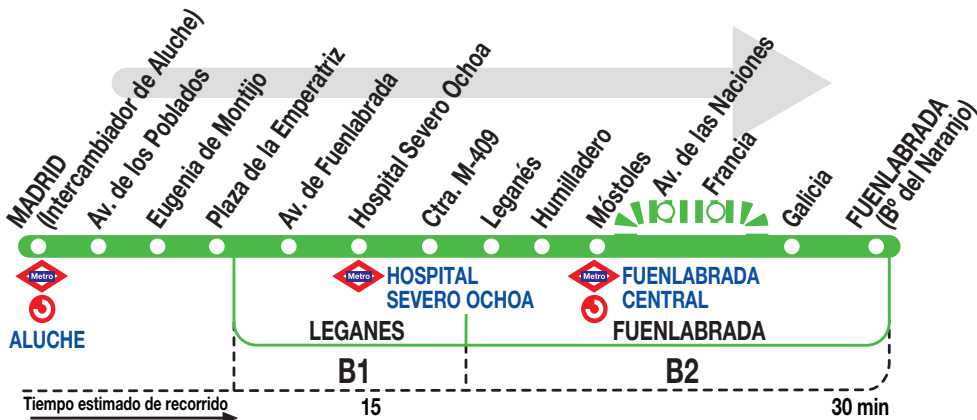 MADRID
(Intercambiador de Aluche)
Av. de los Poblados
Eugenia de Montijo
Plaza de la Emperatriz
Av. de Fuenlabrada
Hospital Severo Ochoa
Ctra. M-409
Leganés
Humilladero
Móstoles
Av. de las Naciones
Francia
Galicia
FUENLABRADA
(Bº del Naranjo)
Metro
ALUCHE
Metro
HOSPITAL
SEVERO OCHOA
Metro
FUENLABRADA
CENTRAL
LEGANES
FUENLABRADA
B1
B2
Tiempo estimado de recorrido
15
30 min